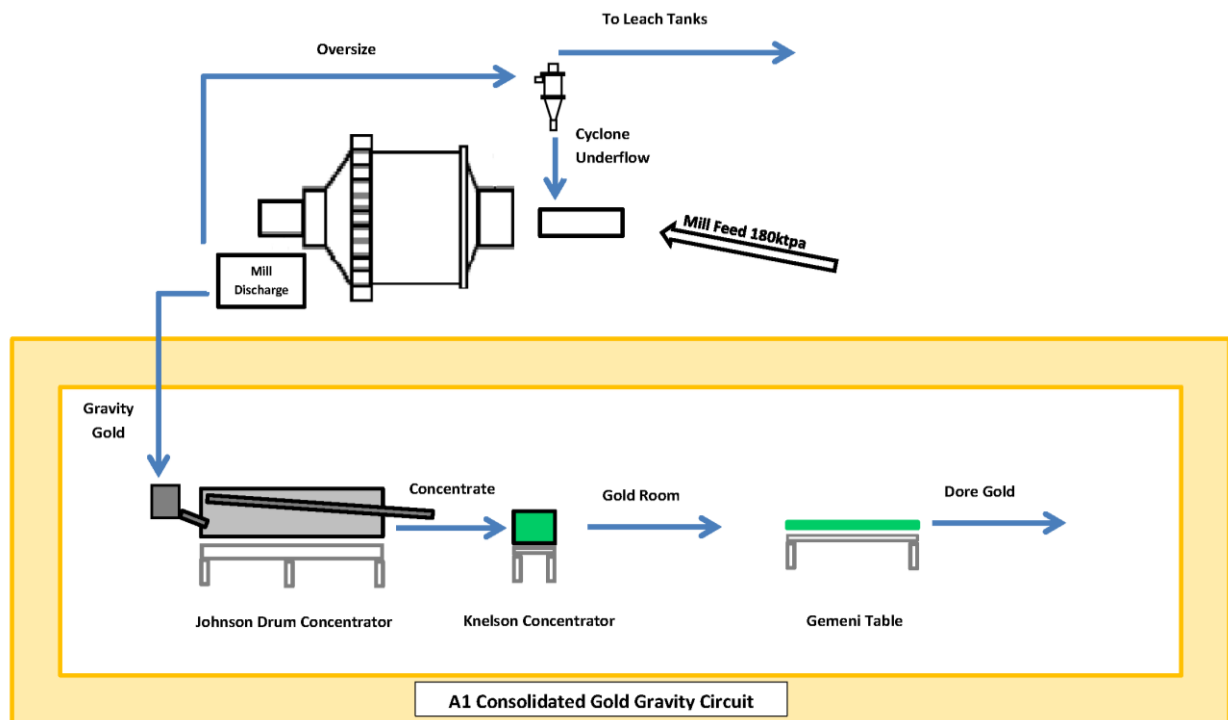 To Leach Tanks
Oversize
Cyclone
Underflow
Mill Feed 180ktpa
Mill
Discharge
Gravity
Gold
Concentrate
Gold Room
Dore Gold
Johnson Drum Concentrator
Knelson Concentrator
Gemeni Table
A1 Consolidated Gold Gravity Circuit